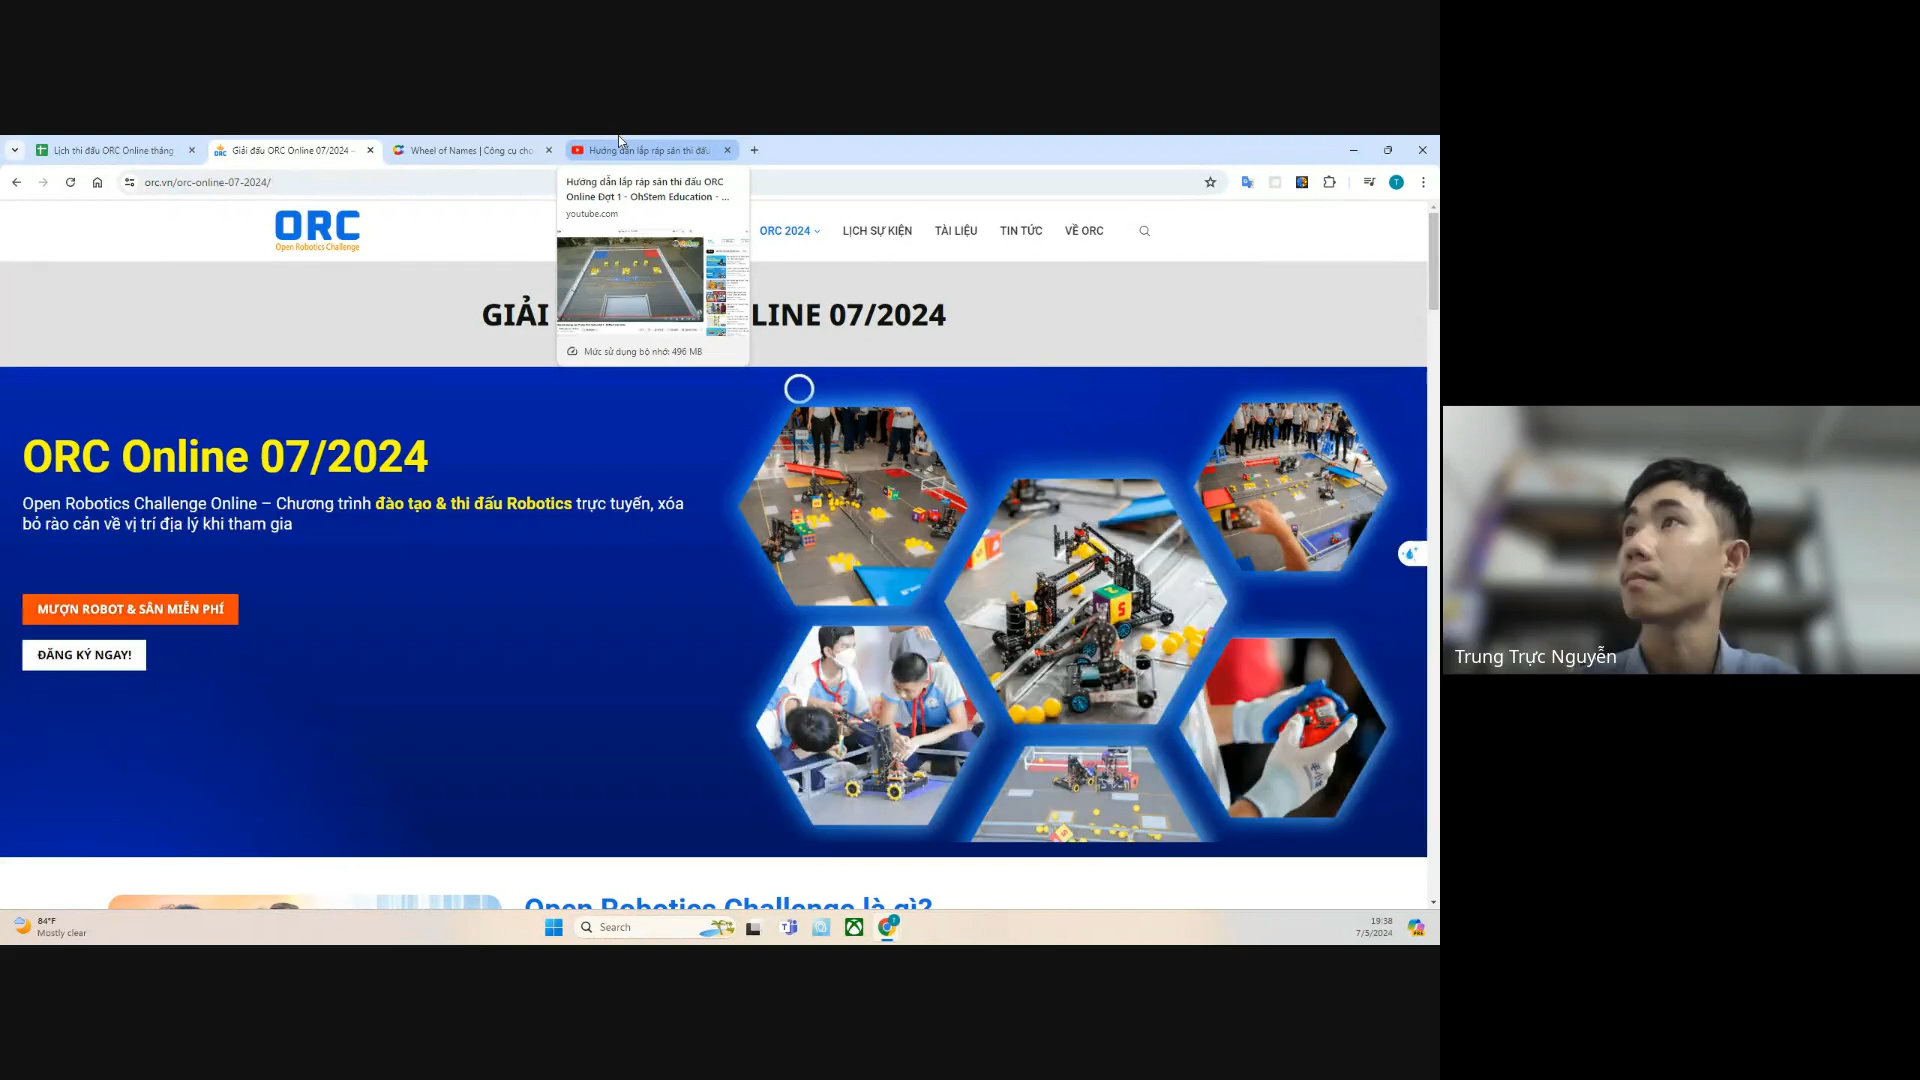 Lịch thi đấu ORC Online tháng
Giải đấu ORC Online 07/2024 –
Wheel of Names | Công cụ cho
Hướng dẫn lắp ráp sân thi đấu
orc.vn/orc-online-07-2024/
Hướng dẫn lắp ráp sân thi đấu ORC
Online Đợt 1 - OhStem Education - ...
youtube.com
Mức sử dụng bộ nhớ: 496 MB
ORC
Open Robotics Challenge
ORC 2024
LỊCH SỰ KIỆN
TÀI LIỆU
TIN TỨC
VỀ ORC
GIẢI LINE 07/2024
ORC Online 07/2024
Open Robotics Challenge Online – Chương trình đào tạo & thi đấu Robotics trực tuyến, xóa
bỏ rào cản về vị trí địa lý khi tham gia
MƯỢN ROBOT & SÂN MIỄN PHÍ
ĐĂNG KÝ NGAY!
Open Robotics Challenge là gì?
Trung Trực Nguyễn
84°F
Mostly clear
Search
19:38
7/5/2024